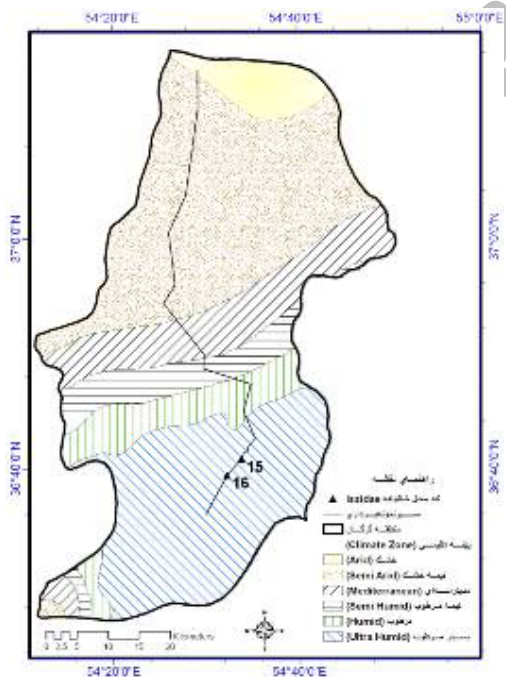 54°20'0"E 54°40'0"E 55°0'0"E
37°0'0"N 37°0'0"N
36°40'0"N 36°40'0"N
15
16
راهنمای نقشه
Issidae
(Climate Zone)
(Arid) خشک
(Semi Arid) نیمه خشک
(Mediterranean) مدیترانه‌ای
(Semi Humid) نیمه مرطوب
(Humid) مرطوب
(Ultra Humid)
0 2.5 5 10 15 20 Kilometers
54°20'0"E 54°40'0"E